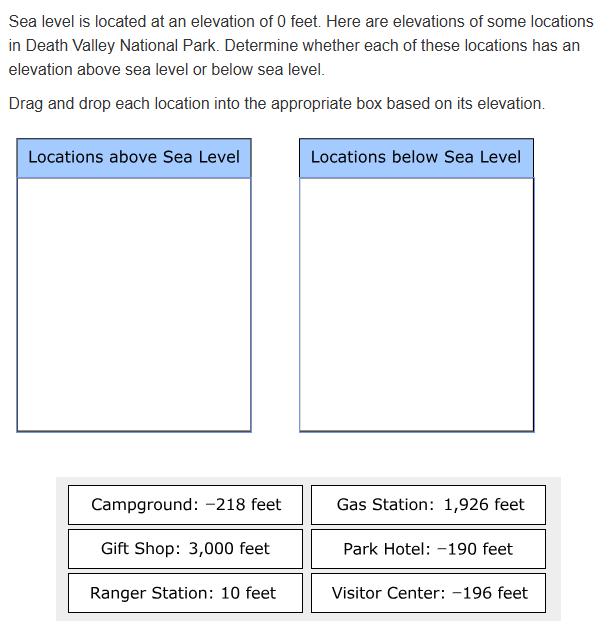 Sea level is located at an elevation of 0 feet. Here are elevations of some locations
in Death Valley National Park. Determine whether each of these locations has an
elevation above sea level or below sea level.
Drag and drop each location into the appropriate box based on its elevation.
Locations above Sea Level
Locations below Sea Level
Campground: −218 feet
Gas Station: 1,926 feet
Gift Shop: 3,000 feet
Park Hotel: −190 feet
Ranger Station: 10 feet
Visitor Center: −196 feet